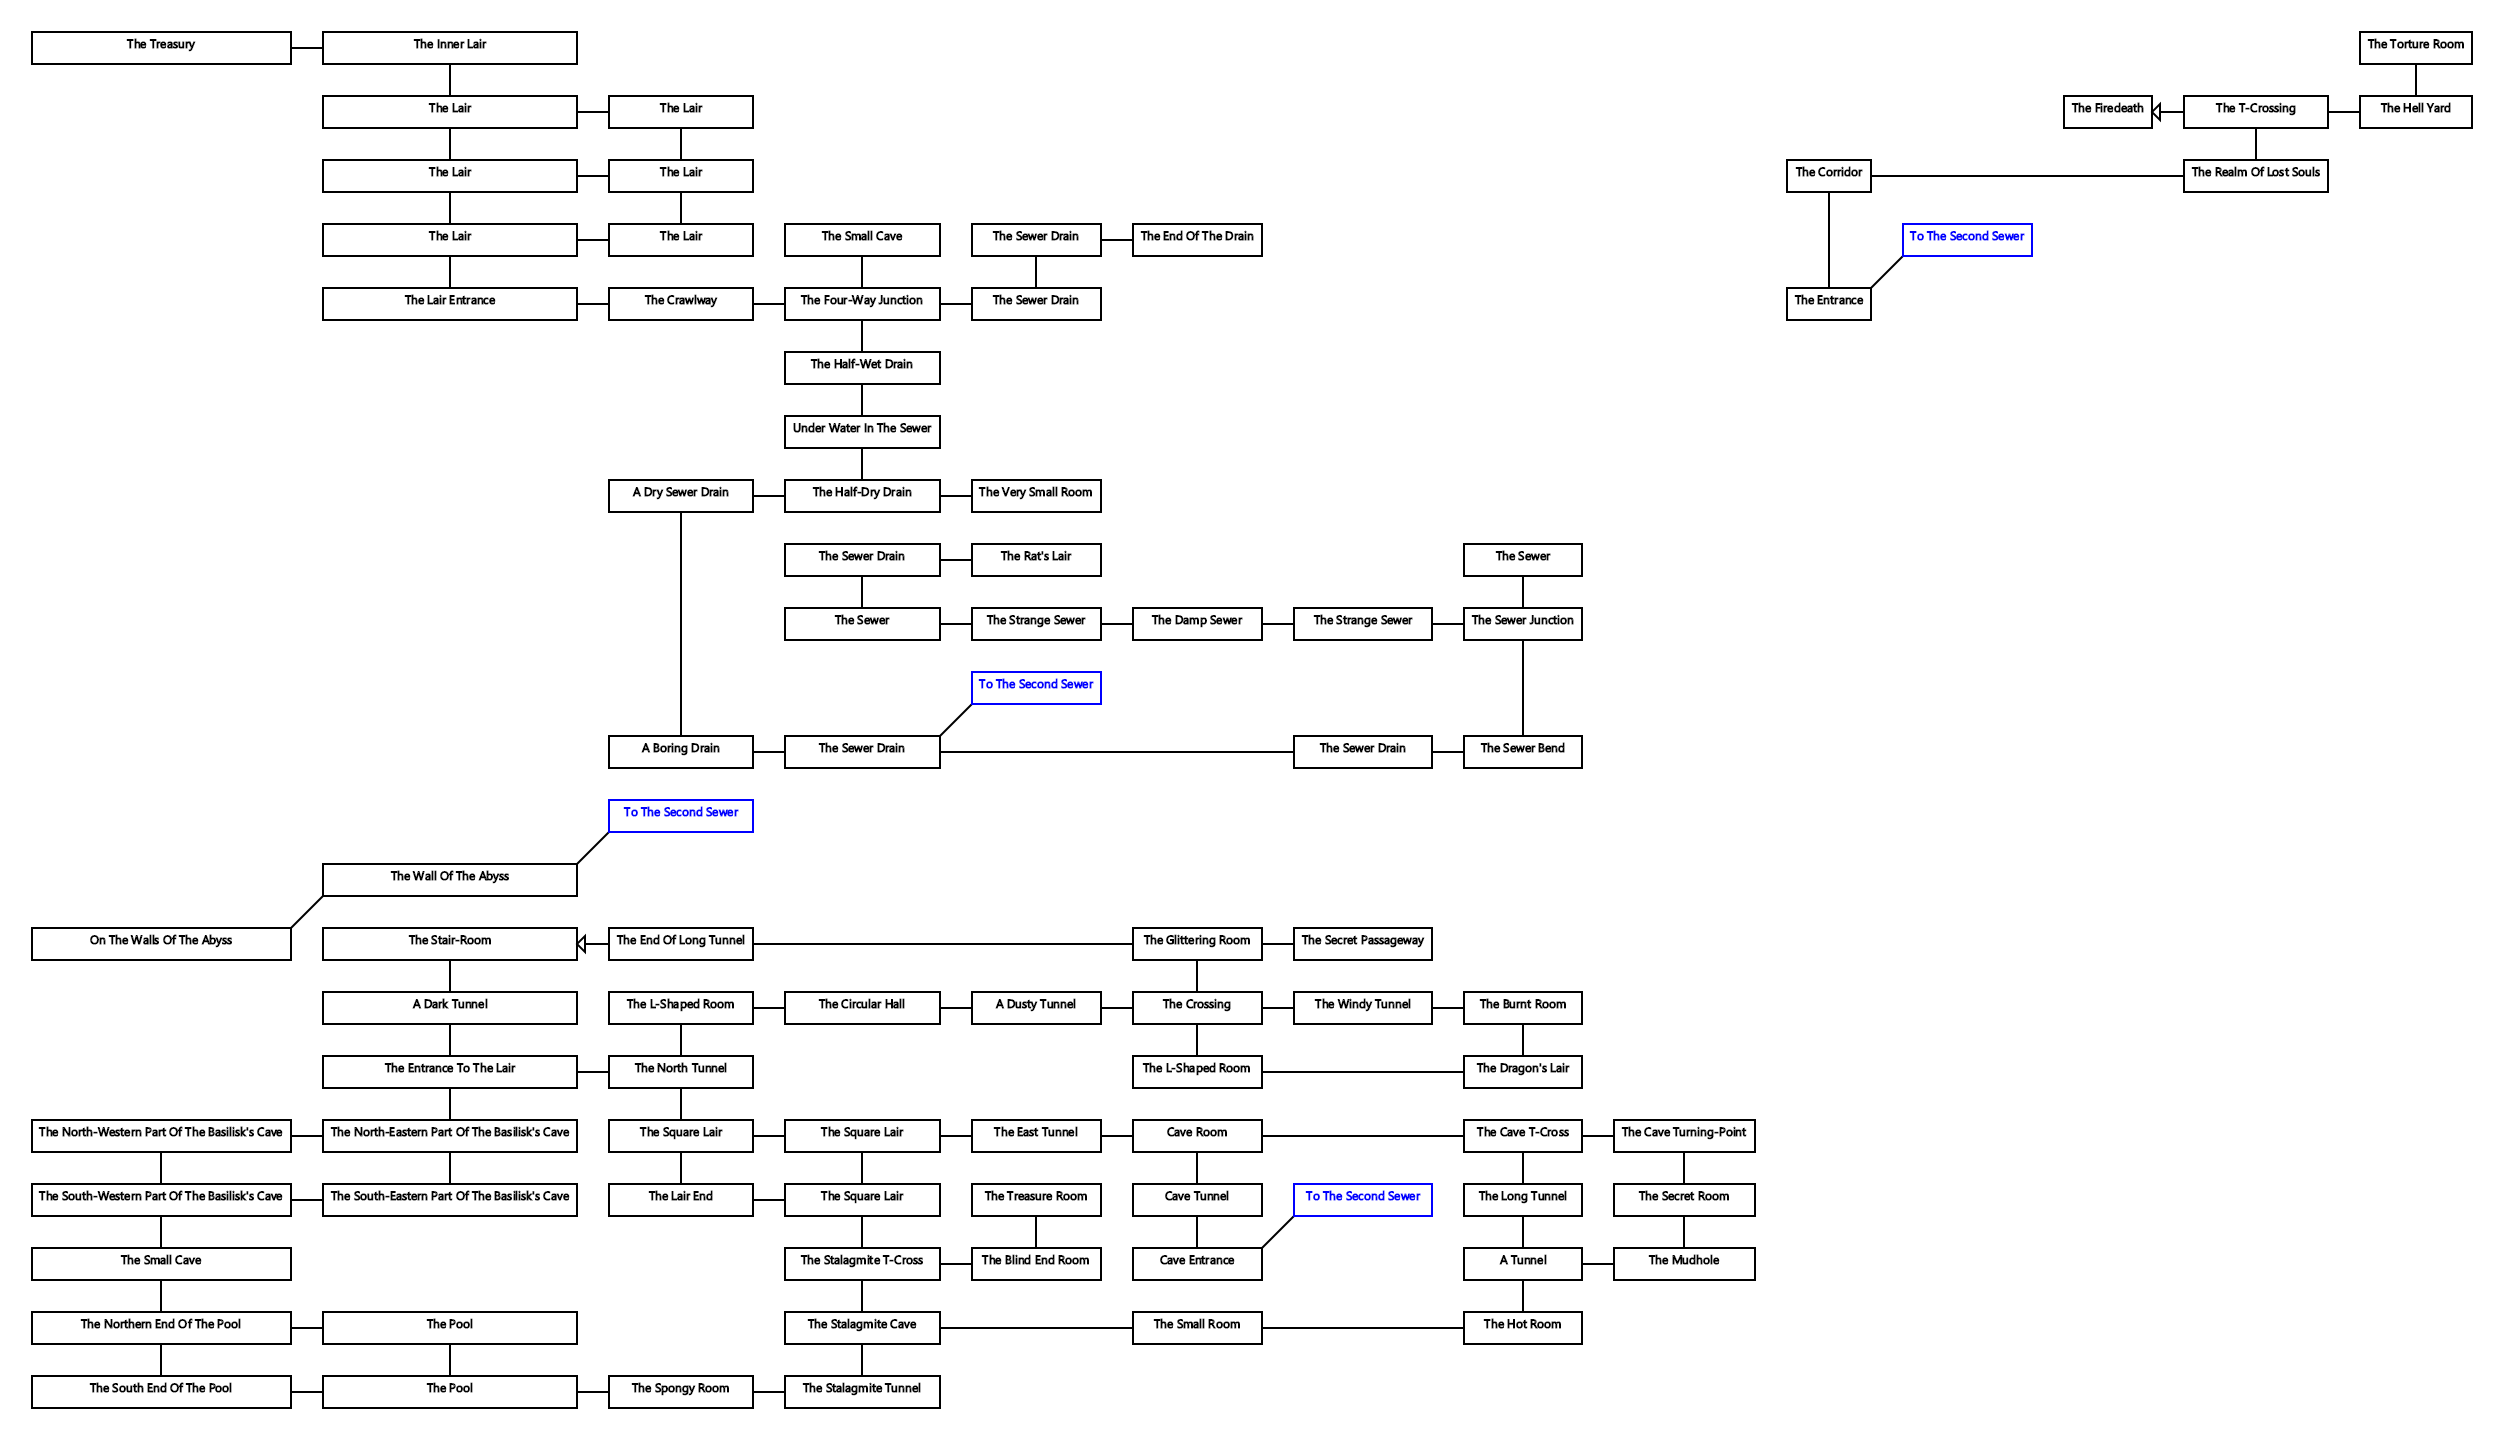 The Treasury
The Inner Lair
The Torture Room
The Lair
The Lair
The Firedeath
The T-Crossing
The Hell Yard
The Lair
The Lair
The Corridor
The Realm Of Lost Souls
The Lair
The Lair
The Small Cave
The Sewer Drain
The End Of The Drain
To The Second Sewer
The Lair Entrance
The Crawlway
The Four-Way Junction
The Sewer Drain
The Entrance
The Half-Wet Drain
Under Water In The Sewer
A Dry Sewer Drain
The Half-Dry Drain
The Very Small Room
The Sewer Drain
The Rat's Lair
The Sewer
The Sewer
The Strange Sewer
The Damp Sewer
The Strange Sewer
The Sewer Junction
To The Second Sewer
A Boring Drain
The Sewer Drain
The Sewer Drain
The Sewer Bend
To The Second Sewer
The Wall Of The Abyss
On The Walls Of The Abyss
The Stair-Room
The End Of Long Tunnel
The Glittering Room
The Secret Passageway
A Dark Tunnel
The L-Shaped Room
The Circular Hall
A Dusty Tunnel
The Crossing
The Windy Tunnel
The Burnt Room
The Entrance To The Lair
The North Tunnel
The L-Shaped Room
The Dragon's Lair
The North-Western Part Of The Basilisk's Cave
The North-Eastern Part Of The Basilisk's Cave
The Square Lair
The Square Lair
The East Tunnel
Cave Room
The Cave T-Cross
The Cave Turning-Point
The South-Western Part Of The Basilisk's Cave
The South-Eastern Part Of The Basilisk's Cave
The Lair End
The Square Lair
The Treasure Room
Cave Tunnel
To The Second Sewer
The Long Tunnel
The Secret Room
The Small Cave
The Stalagmite T-Cross
The Blind End Room
Cave Entrance
A Tunnel
The Mudhole
The Northern End Of The Pool
The Pool
The Stalagmite Cave
The Small Room
The Hot Room
The South End Of The Pool
The Pool
The Spongy Room
The Stalagmite Tunnel